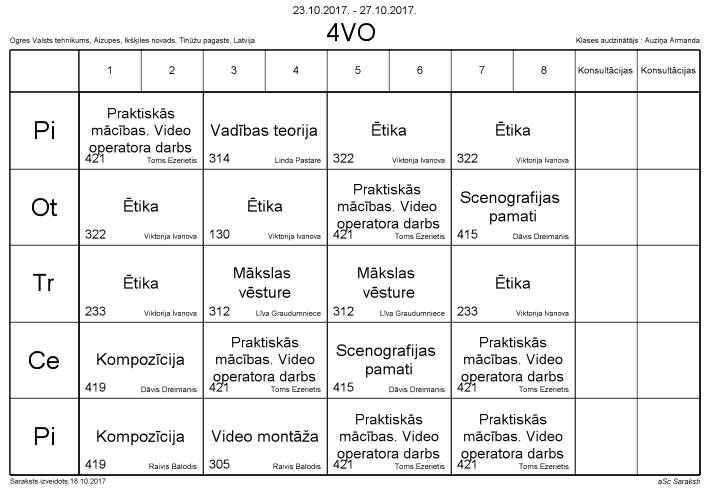 23.10.2017. - 27.10.2017.
4VO
Ogres Valsts tehnikums, Aizupes, Ikšķiles novads, Tīnūžu pagasts, Latvija
Klases audzinātājs : Auziņa Armanda
1 2 3 4 5 6 7 8 Konsultācijas Konsultācijas
Pi
Praktiskās
mācības. Video
operatora darbs
421 Toms Ezerietis
Vadības teorija
314 Linda Pastare
Ētika
322 Viktorija Ivanova
Ētika
322 Viktorija Ivanova
Ot
Ētika
322 Viktorija Ivanova
Ētika
130 Viktorija Ivanova
Praktiskās
mācības. Video
operatora darbs
421 Toms Ezerietis
Scenografijas
pamati
415 Dāvis Dreimanis
Tr
Ētika
233 Viktorija Ivanova
Mākslas
vēsture
312 Līva Graudumniece
Mākslas
vēsture
312 Līva Graudumniece
Ētika
233 Viktorija Ivanova
Ce
Kompozīcija
419 Dāvis Dreimanis
Praktiskās
mācības. Video
operatora darbs
421 Toms Ezerietis
Scenografijas
pamati
415 Dāvis Dreimanis
Praktiskās
mācības. Video
operatora darbs
421 Toms Ezerietis
Pi
Kompozīcija
419 Raivis Balodis
Video montāža
305 Raivis Balodis
Praktiskās
mācības. Video
operatora darbs
421 Toms Ezerietis
Praktiskās
mācības. Video
operatora darbs
421 Toms Ezerietis
Saraksts izveidots:18.10.2017
aSc Saraksti